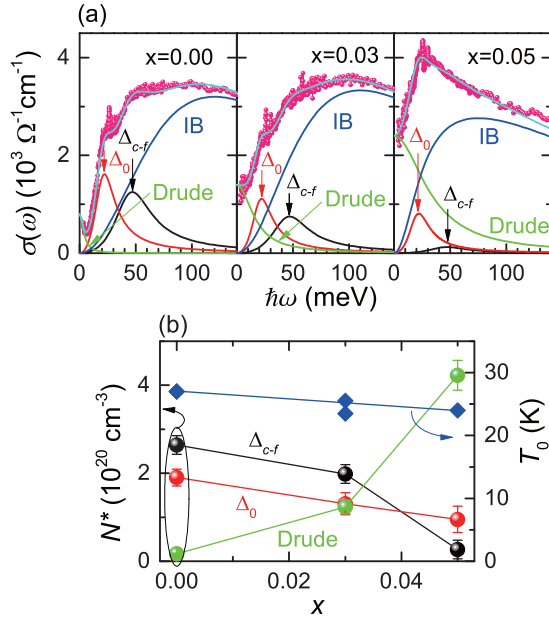 (a)
x=0.00
x=0.03
x=0.05
σ(ω) (10³ Ω⁻¹cm⁻¹)
4
2
0
Δ₀
Δc-f
IB
Drude
Δ₀
Δc-f
IB
Drude
Δ₀
Δc-f
IB
Drude
0 50 100
0 50 100
0 50 100
ħω (meV)
(b)
N* (10²⁰ cm⁻³)
4
2
0
Δc-f
Δ₀
Drude
30
20
10
0
T₀ (K)
0.00 0.02 0.04
x